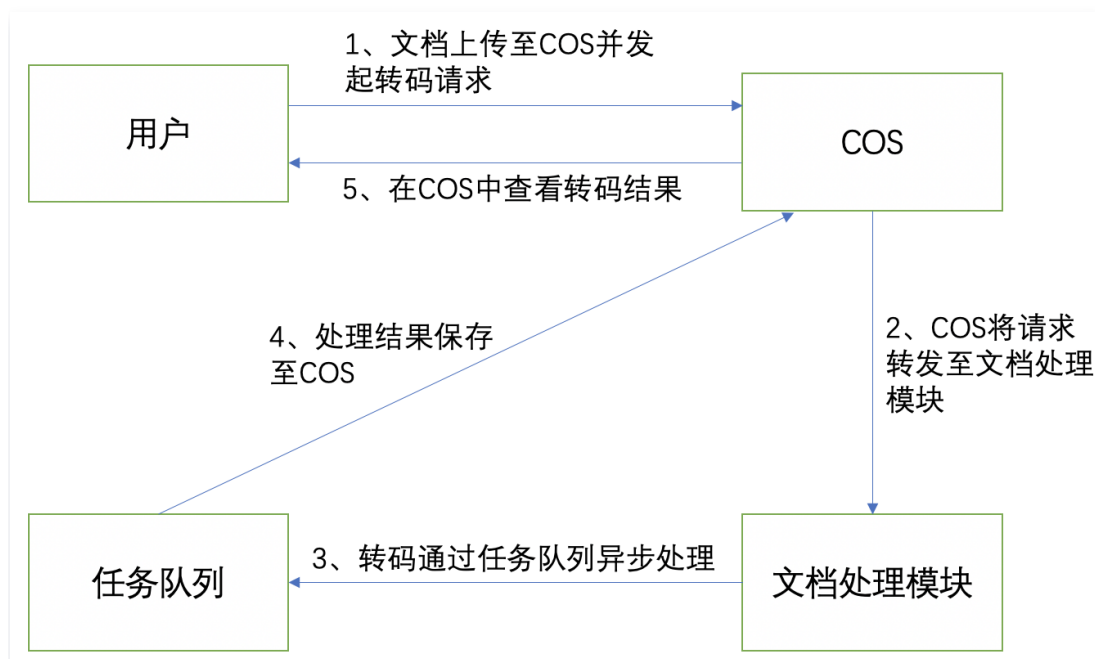 1、文档上传至COS并发
起转码请求
用户
COS
5、在COS中查看转码结果
4、处理结果保存
至COS
2、COS将请求
转发至文档处理
模块
任务队列
3、转码通过任务队列异步处理
文档处理模块